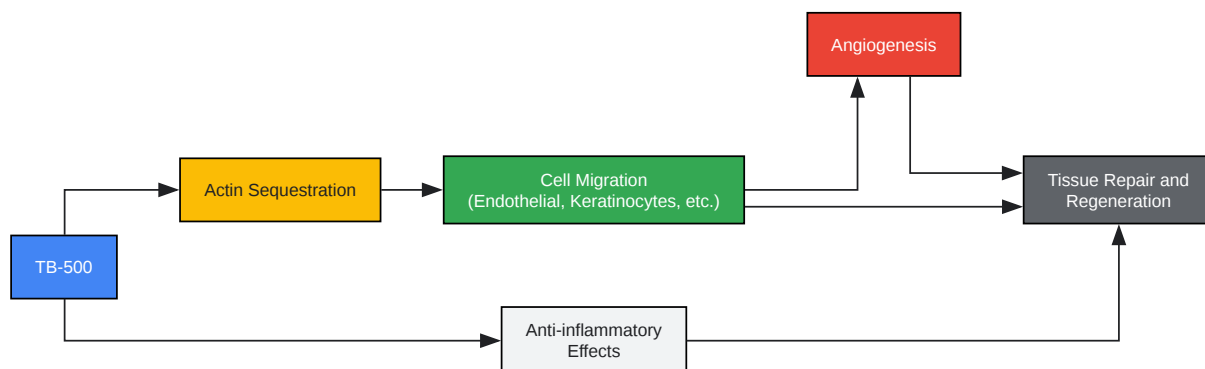 Angiogenesis
Actin Sequestration
Cell Migration
(Endothelial, Keratinocytes, etc.)
Tissue Repair and
Regeneration
TB-500
Anti-inflammatory
Effects